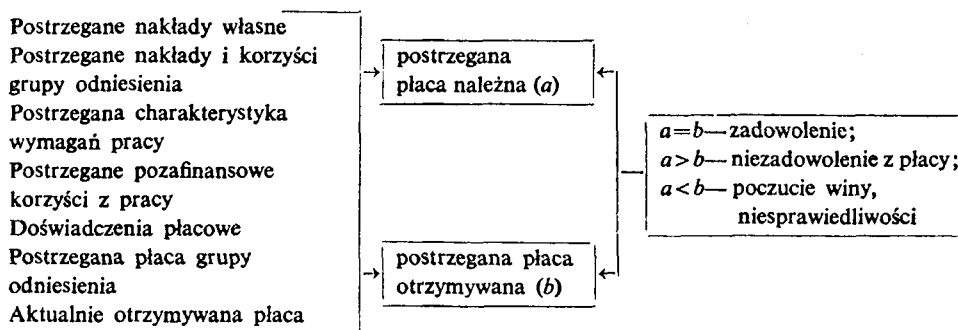 Postrzegane nakłady własne
Postrzegane nakłady i korzyści
grupy odniesienia
Postrzegana charakterystyka
wymagań pracy
Postrzegane pozafinansowe
korzyści z pracy
Doświadczenia płacowe
Postrzegana płaca grupy
odniesienia
Aktualnie otrzymywana płaca
postrzegana
płaca należna (a)
postrzegana płaca
otrzymywana (b)
a=b— zadowolenie;
a>b— niezadowolenie z płacy;
a<b— poczucie winy,
niesprawiedliwości